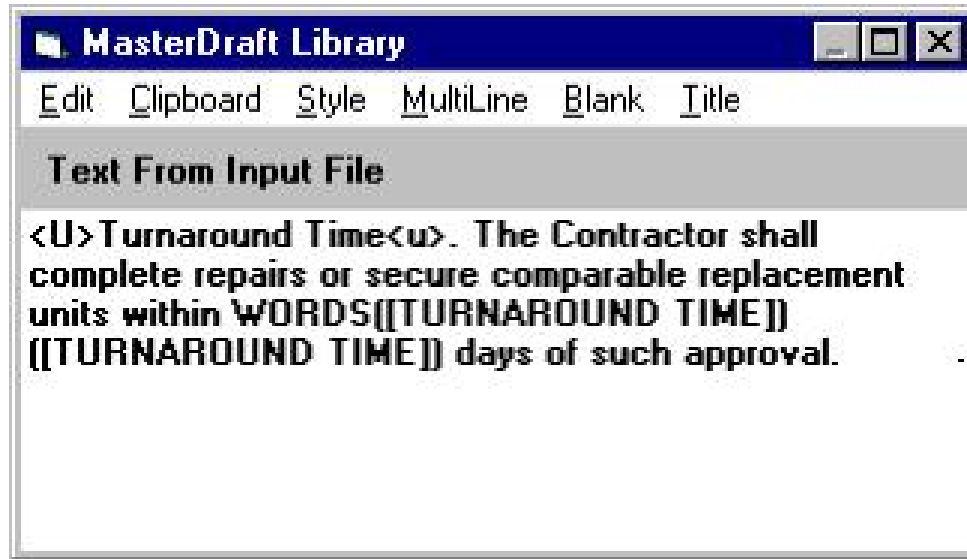 MasterDraft Library
Edit Clipboard Style MultiLine Blank Title
Text From Input File
<U>Turnaround Time<u>. The Contractor shall
complete repairs or secure comparable replacement
units within WORDS([TURNAROUND TIME])
([TURNAROUND TIME]) days of such approval.